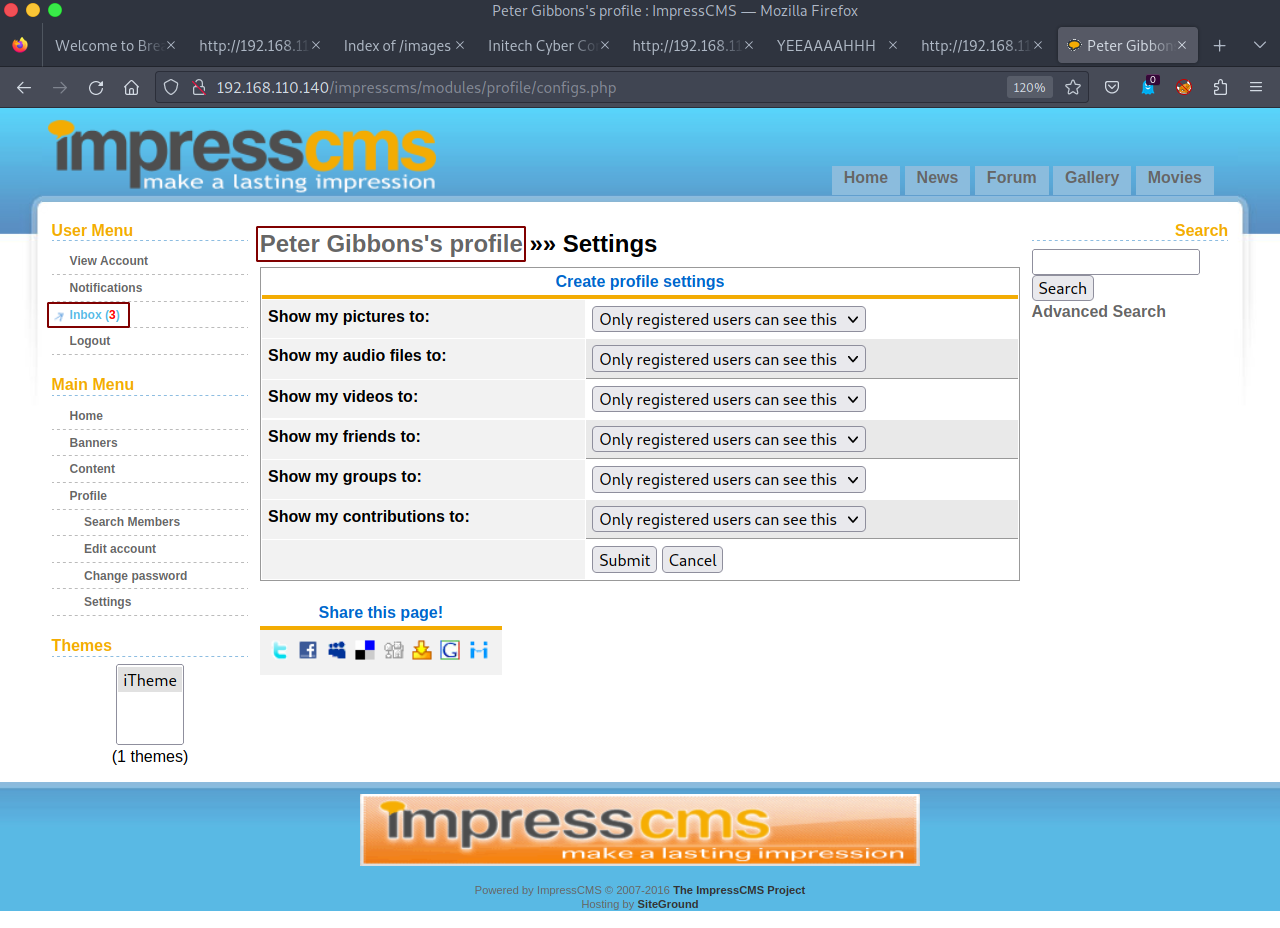 Peter Gibbons's profile : ImpressCMS — Mozilla Firefox
Welcome to Bre
http://192.168.11
Index of /images
Initech Cyber Co
http://192.168.11
YEEAAAAHHH
http://192.168.11
Peter Gibbon
192.168.110.140/impresscms/modules/profile/configs.php
120%
0
impresscms
make a lasting impression
Home
News
Forum
Gallery
Movies
User Menu
View Account
Notifications
Inbox (3)
Logout
Main Menu
Home
Banners
Content
Profile
Search Members
Edit account
Change password
Settings
Themes
iTheme
(1 themes)
Peter Gibbons's profile »» Settings
Create profile settings
Show my pictures to: Only registered users can see this
Show my audio files to: Only registered users can see this
Show my videos to: Only registered users can see this
Show my friends to: Only registered users can see this
Show my groups to: Only registered users can see this
Show my contributions to: Only registered users can see this
Submit Cancel
Share this page!
Search
Search
Advanced Search
impresscms
make a lasting impression
Powered by ImpressCMS © 2007-2016 The ImpressCMS Project
Hosting by SiteGround